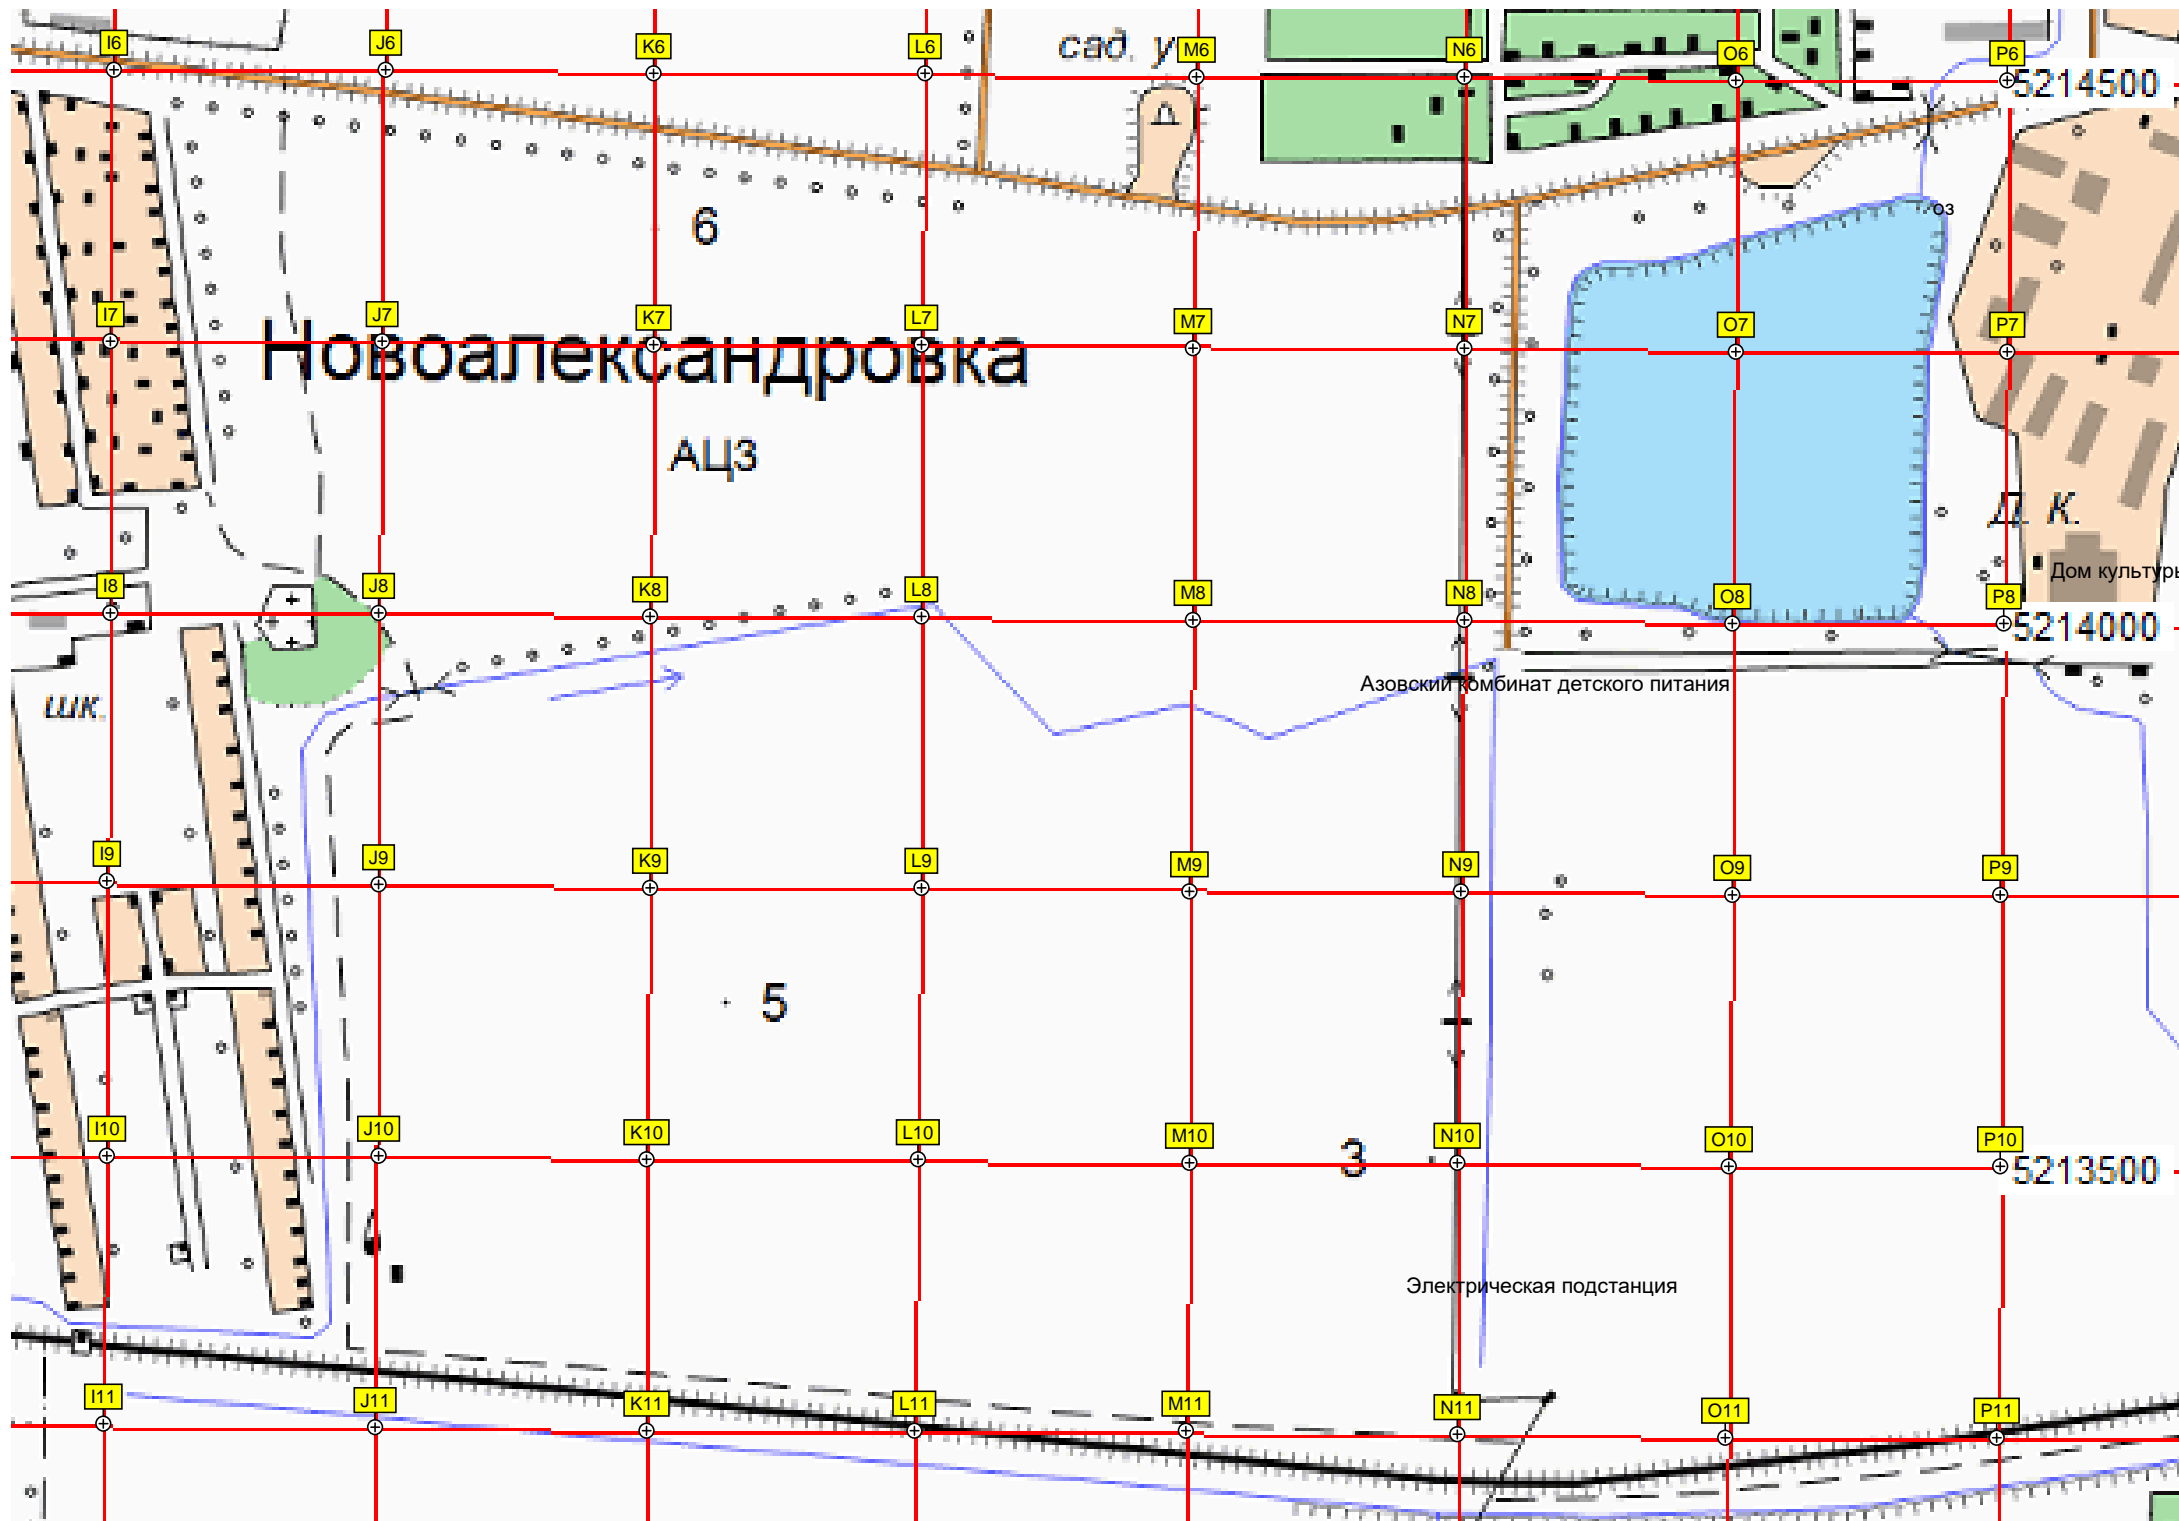 сад. у
I6 J6 K6 L6 M6 N6 O6 P6
5214500
6
оз
I7 J7 K7 L7 M7 N7 O7 P7
Новоалександровка
АЦЗ
Д. К.
Дом культуры
I8 J8 K8 L8 M8 N8 O8 P8
5214000
Азовский комбинат детского питания
шк.
I9 J9 K9 L9 M9 N9 O9 P9
5
I10 J10 K10 L10 M10 N10 O10 P10
3
5213500
Электрическая подстанция
I11 J11 K11 L11 M11 N11 O11 P11